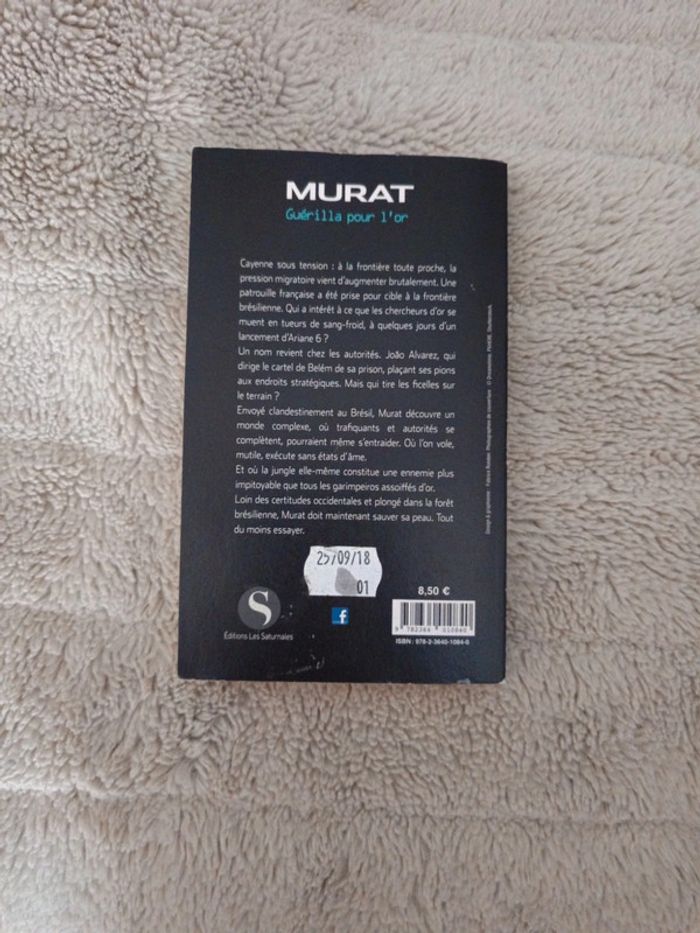 MURAT
Guérilla pour l'or
Cayenne sous tension : à la frontière toute proche, la
pression migratoire vient d'augmenter brutalement. Une
patrouille française a été prise pour cible à la frontière
brésilienne. Qui a intérêt à ce que les chercheurs d'or se
muent en tueurs de sang-froid, à quelques jours d'un
lancement d'Ariane 6 ?
Un nom revient chez les autorités. João Alvarez, qui
dirige le cartel de Belém de sa prison, plaçant ses pions
aux endroits stratégiques. Mais qui tire les ficelles sur
le terrain ?
Envoyé clandestinement au Brésil, Murat découvre un
monde complexe, où trafiquants et autorités se
complètent, pourraient même s'entraider. Où l'on vole,
mutile, exécute sans états d'âme.
Et où la jungle elle-même constitue une ennemie plus
impitoyable que tous les garimpeiros assoiffés d'or.
Loin des certitudes occidentales et plongé dans la forêt
brésilienne, Murat doit maintenant sauver sa peau. Tout
du moins essayer.
25/09/18
01
8,50 €
S
Éditions Les Saturnales
f
ISBN : 978-2-3640-1084-0